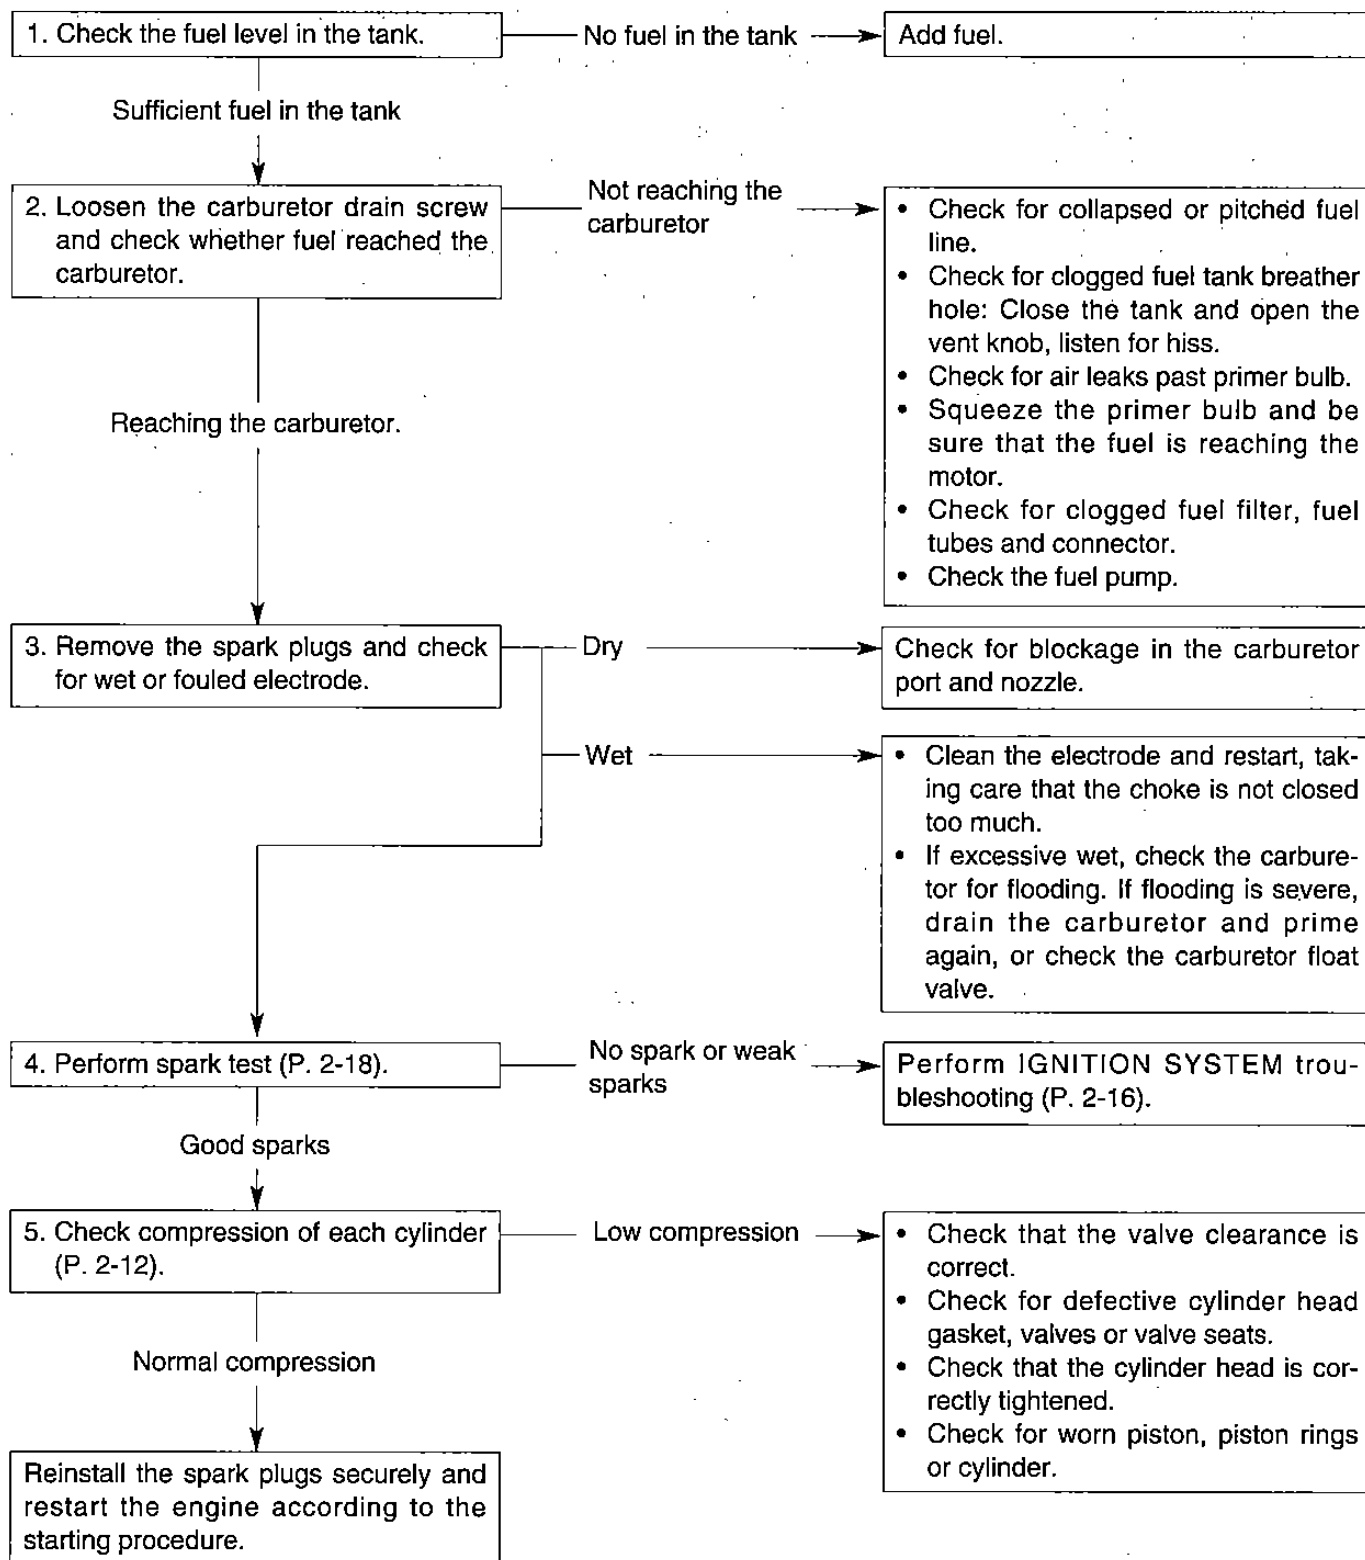 1. Check the fuel level in the tank.
No fuel in the tank
Add fuel.
Sufficient fuel in the tank
2. Loosen the carburetor drain screw
and check whether fuel reached the
carburetor.
Not reaching the
carburetor
• Check for collapsed or pitched fuel
line.
• Check for clogged fuel tank breather
hole: Close the tank and open the
vent knob, listen for hiss.
• Check for air leaks past primer bulb.
• Squeeze the primer bulb and be
sure that the fuel is reaching the
motor.
• Check for clogged fuel filter, fuel
tubes and connector.
• Check the fuel pump.
Reaching the carburetor.
3. Remove the spark plugs and check
for wet or fouled electrode.
Dry
Check for blockage in the carburetor
port and nozzle.
Wet
• Clean the electrode and restart, tak-
ing care that the choke is not closed
too much.
• If excessive wet, check the carbure-
tor for flooding. If flooding is severe,
drain the carburetor and prime
again, or check the carburetor float
valve.
4. Perform spark test (P. 2-18).
No spark or weak
sparks
Perform IGNITION SYSTEM trou-
bleshooting (P. 2-16).
Good sparks
5. Check compression of each cylinder
(P. 2-12).
Low compression
• Check that the valve clearance is
correct.
• Check for defective cylinder head
gasket, valves or valve seats.
• Check that the cylinder head is cor-
rectly tightened.
• Check for worn piston, piston rings
or cylinder.
Normal compression
Reinstall the spark plugs securely and
restart the engine according to the
starting procedure.